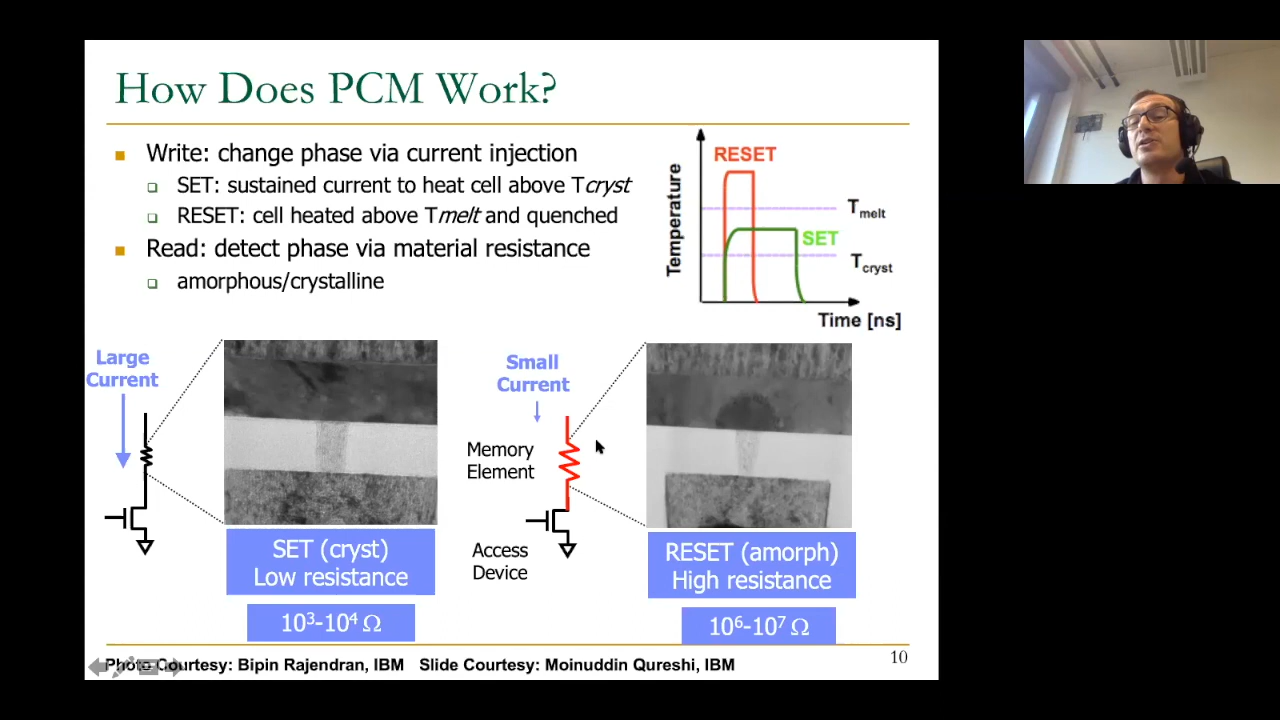 How Does PCM Work?
Write: change phase via current injection
SET: sustained current to heat cell above Tcryst
RESET: cell heated above Tmelt and quenched
Read: detect phase via material resistance
amorphous/crystalline
RESET
Temperature
Tmelt
SET
Tcryst
Time [ns]
Large
Current
Small
Current
Memory
Element
Access
Device
SET (cryst)
Low resistance
10³-10⁴ Ω
RESET (amorph)
High resistance
10⁶-10⁷ Ω
Photo Courtesy: Bipin Rajendran, IBM Slide Courtesy: Moinuddin Qureshi, IBM
10